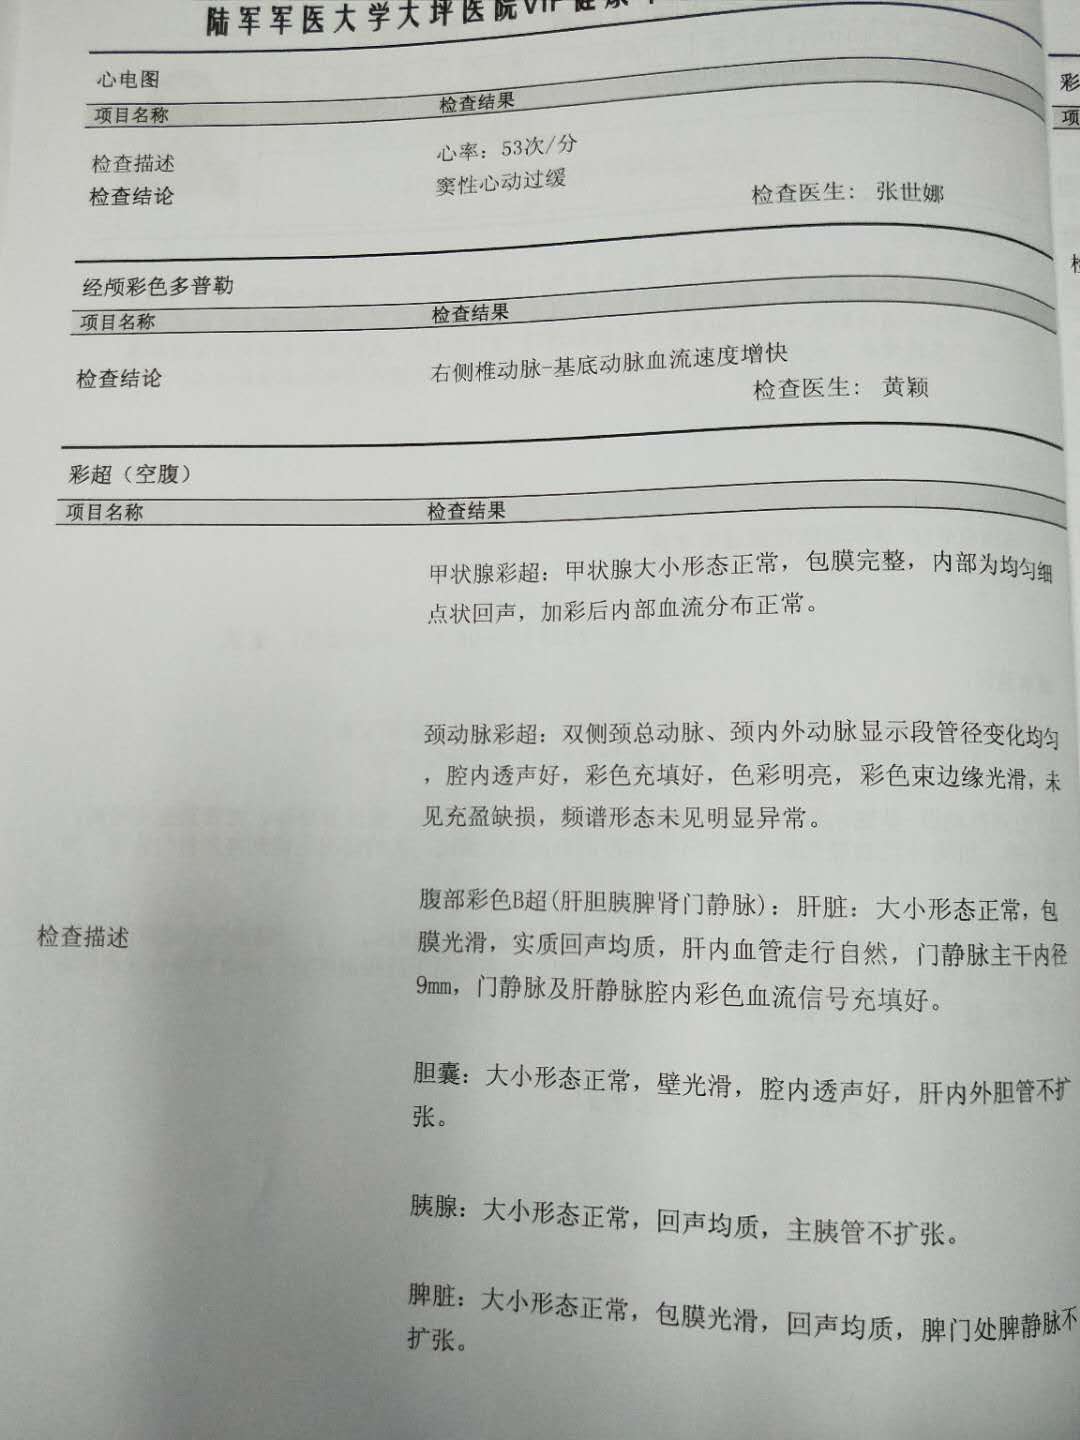 陆军军医大学大坪医院VIP健康
心电图
项目名称 检查结果
检查描述 心率：53次/分
检查结论 窦性心动过缓 检查医生： 张世娜
经颅彩色多普勒
项目名称 检查结果
检查结论 右侧椎动脉-基底动脉血流速度增快
检查医生： 黄颖
彩超（空腹）
项目名称 检查结果
甲状腺彩超：甲状腺大小形态正常，包膜完整，内部为均匀细
点状回声，加彩后内部血流分布正常。
颈动脉彩超：双侧颈总动脉、颈内外动脉显示段管径变化均匀
，腔内透声好，彩色充填好，色彩明亮，彩色束边缘光滑，未
见充盈缺损，频谱形态未见明显异常。
检查描述
腹部彩色B超(肝胆胰脾肾门静脉)：肝脏：大小形态正常，包
膜光滑，实质回声均质，肝内血管走行自然，门静脉主干内径
9mm，门静脉及肝静脉腔内彩色血流信号充填好。
胆囊：大小形态正常，壁光滑，腔内透声好，肝内外胆管不扩
张。
胰腺：大小形态正常，回声均质，主胰管不扩张。
脾脏：大小形态正常，包膜光滑，回声均质，脾门处脾静脉不
扩张。
彩
项